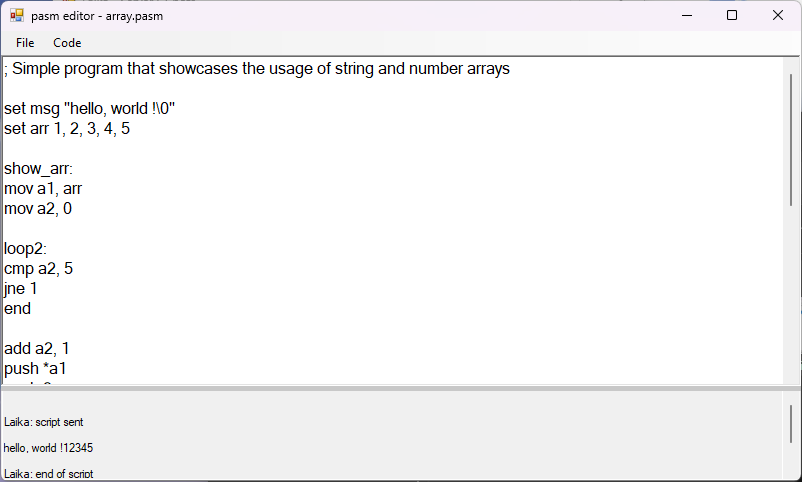 pasm editor - array.pasm
File Code
; Simple program that showcases the usage of string and number arrays
set msg "hello, world !\0"
set arr 1, 2, 3, 4, 5
show_arr:
mov a1, arr
mov a2, 0
loop2:
cmp a2, 5
jne 1
end
add a2, 1
push *a1
Laika: script sent
hello, world !12345
Laika: end of script